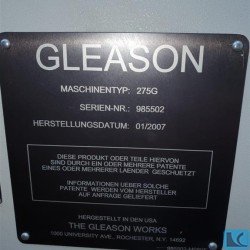 GLEASON
MASCHINENTYP: 275G
SERIEN-NR.: 985502
HERSTELLUNGSDATUM: 01/2007
DIESES PRODUKT ODER TEILE HIERVON
SIND DURCH EIN ODER MEHRERE PATENTE
EINES ODER MEHRERER LAENDER GESCHUETZT
INFORMATIONEN UEBER SOLCHE
PATENTE WERDEN VOM HERSTELLER
AUF ANFRAGE GELIEFERT
HERGESTELLT IN DEN USA
THE GLEASON WORKS
1000 UNIVERSITY AVE., ROCHESTER, N.Y. 14692